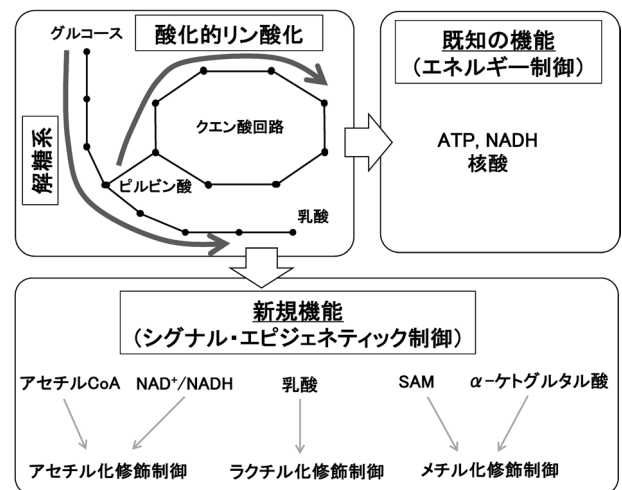 グルコース
酸化的リン酸化
解糖系
クエン酸回路
ピルビン酸
乳酸
既知の機能
（エネルギー制御）
ATP, NADH
核酸
新規機能
（シグナル・エピジェネティック制御）
アセチルCoA NAD⁺/NADH 乳酸 SAM α-ケトグルタル酸
アセチル化修飾制御 ラクチル化修飾制御 メチル化修飾制御